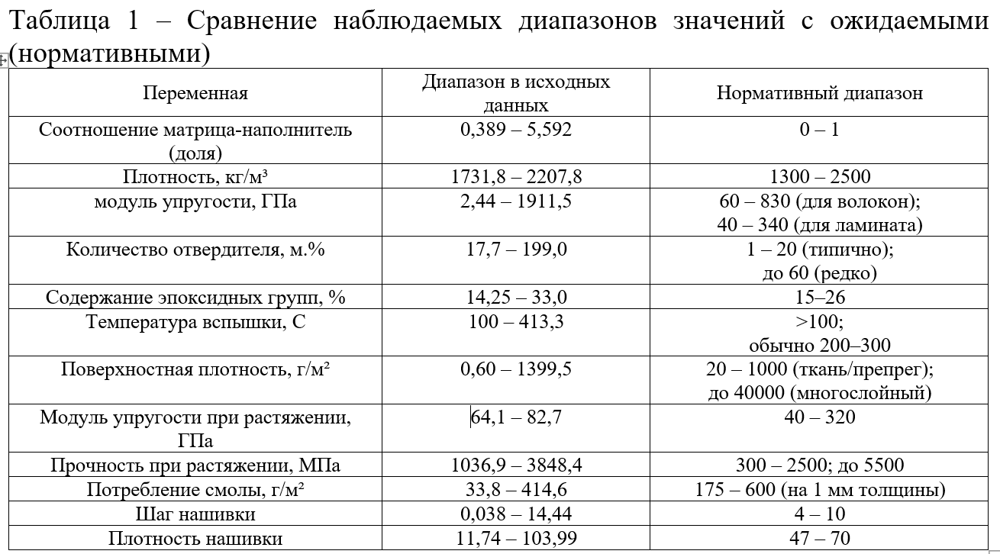 Таблица 1 – Сравнение наблюдаемых диапазонов значений с ожидаемыми
(нормативными)
Переменная
Диапазон в исходных
данных
Нормативный диапазон
Соотношение матрица-наполнитель
(доля)
0,389 – 5,592
0 – 1
Плотность, кг/м³
1731,8 – 2207,8
1300 – 2500
модуль упругости, ГПа
2,44 – 1911,5
60 – 830 (для волокон);
40 – 340 (для ламината)
Количество отвердителя, м.%
17,7 – 199,0
1 – 20 (типично);
до 60 (редко)
Содержание эпоксидных групп, %
14,25 – 33,0
15–26
Температура вспышки, С
100 – 413,3
>100;
обычно 200–300
Поверхностная плотность, г/м²
0,60 – 1399,5
20 – 1000 (ткань/препрег);
до 40000 (многослойный)
Модуль упругости при растяжении,
ГПа
64,1 – 82,7
40 – 320
Прочность при растяжении, МПа
1036,9 – 3848,4
300 – 2500; до 5500
Потребление смолы, г/м²
33,8 – 414,6
175 – 600 (на 1 мм толщины)
Шаг нашивки
0,038 – 14,44
4 – 10
Плотность нашивки
11,74 – 103,99
47 – 70